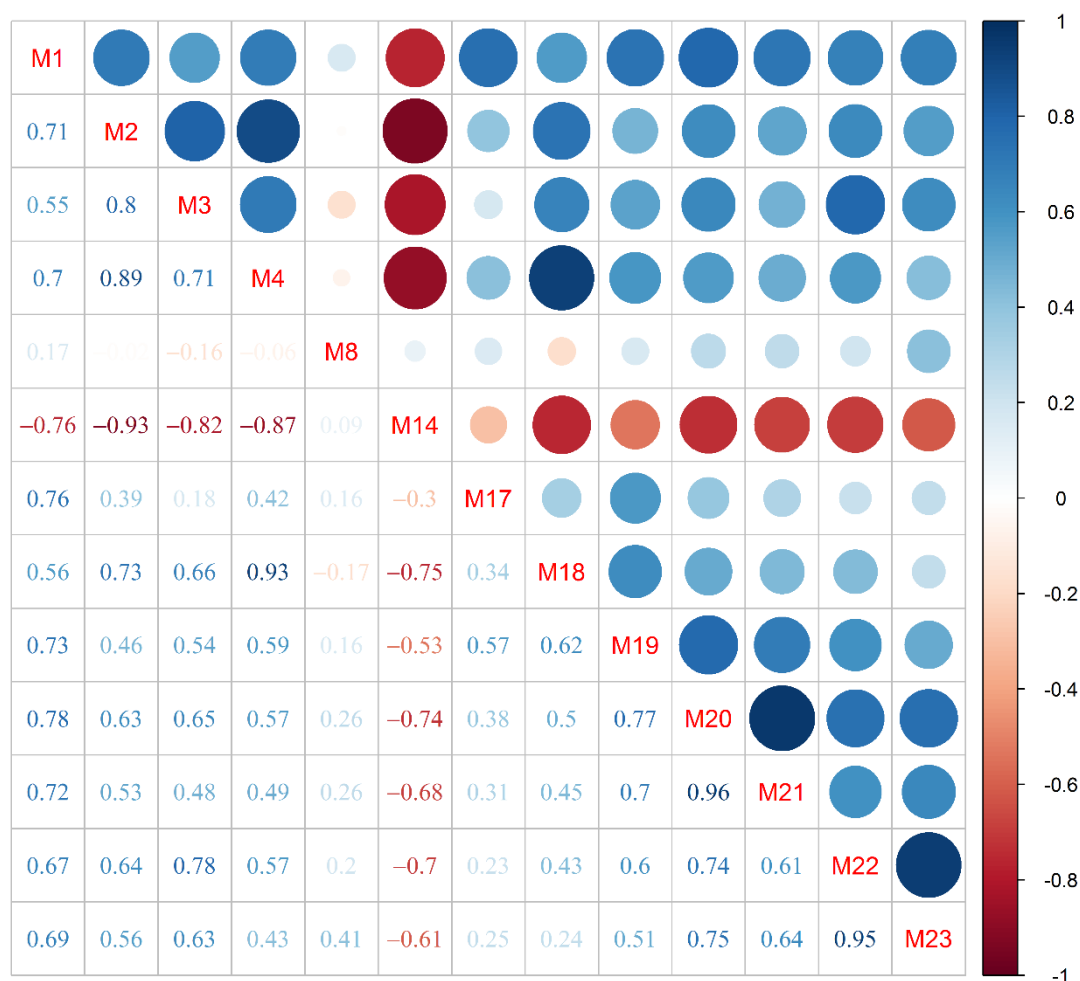 M1
0.71 M2
0.55 0.8 M3
0.7 0.89 0.71 M4
0.17 −0.02 −0.16 −0.06 M8
−0.76 −0.93 −0.82 −0.87 0.09 M14
0.76 0.39 0.18 0.42 0.16 −0.3 M17
0.56 0.73 0.66 0.93 −0.17 −0.75 0.34 M18
0.73 0.46 0.54 0.59 0.16 −0.53 0.57 0.62 M19
0.78 0.63 0.65 0.57 0.26 −0.74 0.38 0.5 0.77 M20
0.72 0.53 0.48 0.49 0.26 −0.68 0.31 0.45 0.7 0.96 M21
0.67 0.64 0.78 0.57 0.2 −0.7 0.23 0.43 0.6 0.74 0.61 M22
0.69 0.56 0.63 0.43 0.41 −0.61 0.25 0.24 0.51 0.75 0.64 0.95 M23
1
0.8
0.6
0.4
0.2
0
-0.2
-0.4
-0.6
-0.8
-1